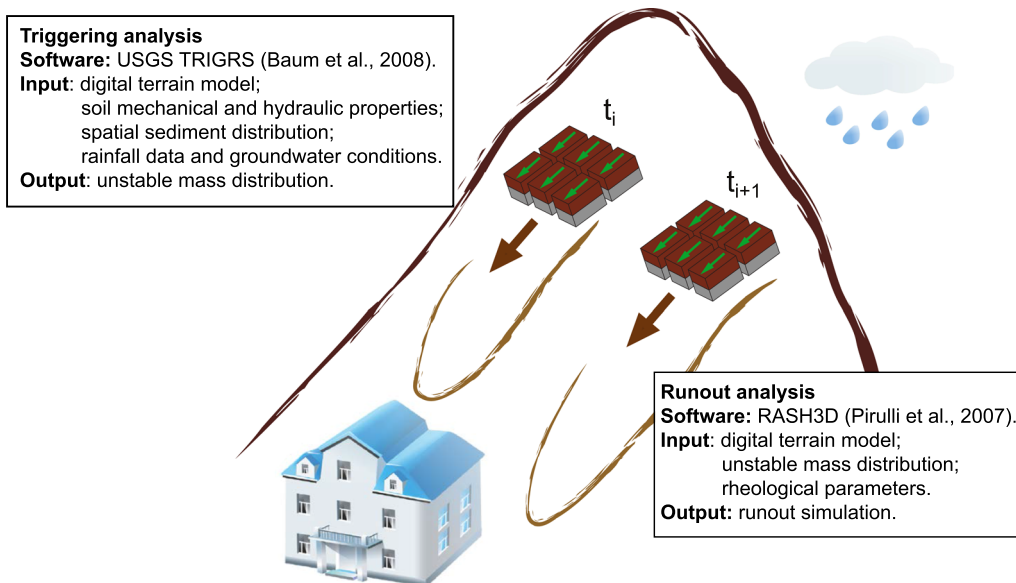 Triggering analysis
Software: USGS TRIGRS (Baum et al., 2008).
Input: digital terrain model;
soil mechanical and hydraulic properties;
spatial sediment distribution;
rainfall data and groundwater conditions.
Output: unstable mass distribution.
ti
ti+1
Runout analysis
Software: RASH3D (Pirulli et al., 2007).
Input: digital terrain model;
unstable mass distribution;
rheological parameters.
Output: runout simulation.